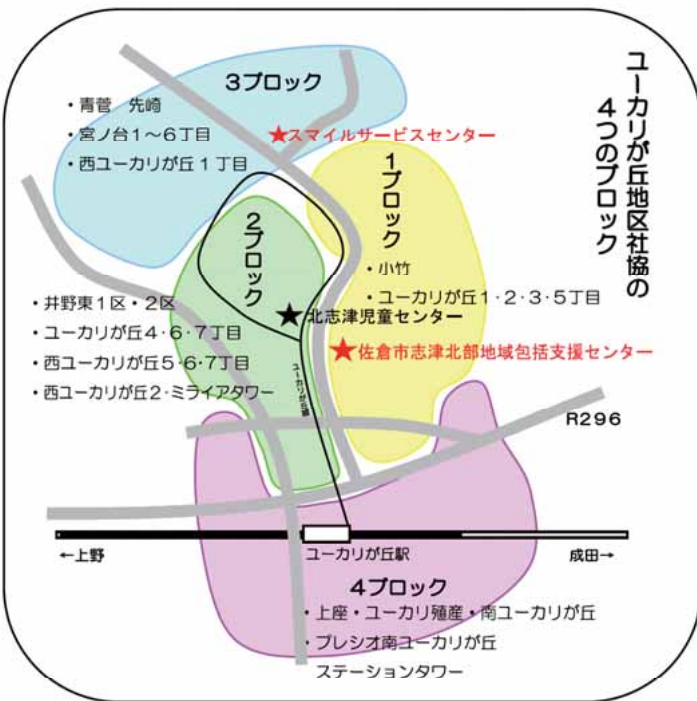 ユーカリが丘地区社協の
4つのブロック
3ブロック
・青菅 先崎
・宮ノ台1～6丁目
・西ユーカリが丘1丁目
★スマイルサービスセンター
1ブロック
・小竹
・ユーカリが丘1・2・3・5丁目
2ブロック
★北志津児童センター
・井野東1区・2区
・ユーカリが丘4・6・7丁目
・西ユーカリが丘5・6・7丁目
・西ユーカリが丘2・ミライアタワー
★佐倉市志津北部地域包括支援センター
ユーカリが丘線
R296
←上野
ユーカリが丘駅
成田→
4ブロック
・上座・ユーカリ殖産・南ユーカリが丘
・プレシオ南ユーカリが丘
ステーションタワー